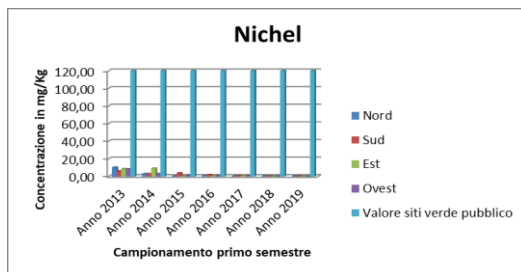 Nichel
Concentrazione in mg/Kg
120,00
100,00
80,00
60,00
40,00
20,00
0,00
Anno 2013
Anno 2014
Anno 2015
Anno 2016
Anno 2017
Anno 2018
Anno 2019
Campionamento primo semestre
Nord
Sud
Est
Ovest
Valore siti verde pubblico